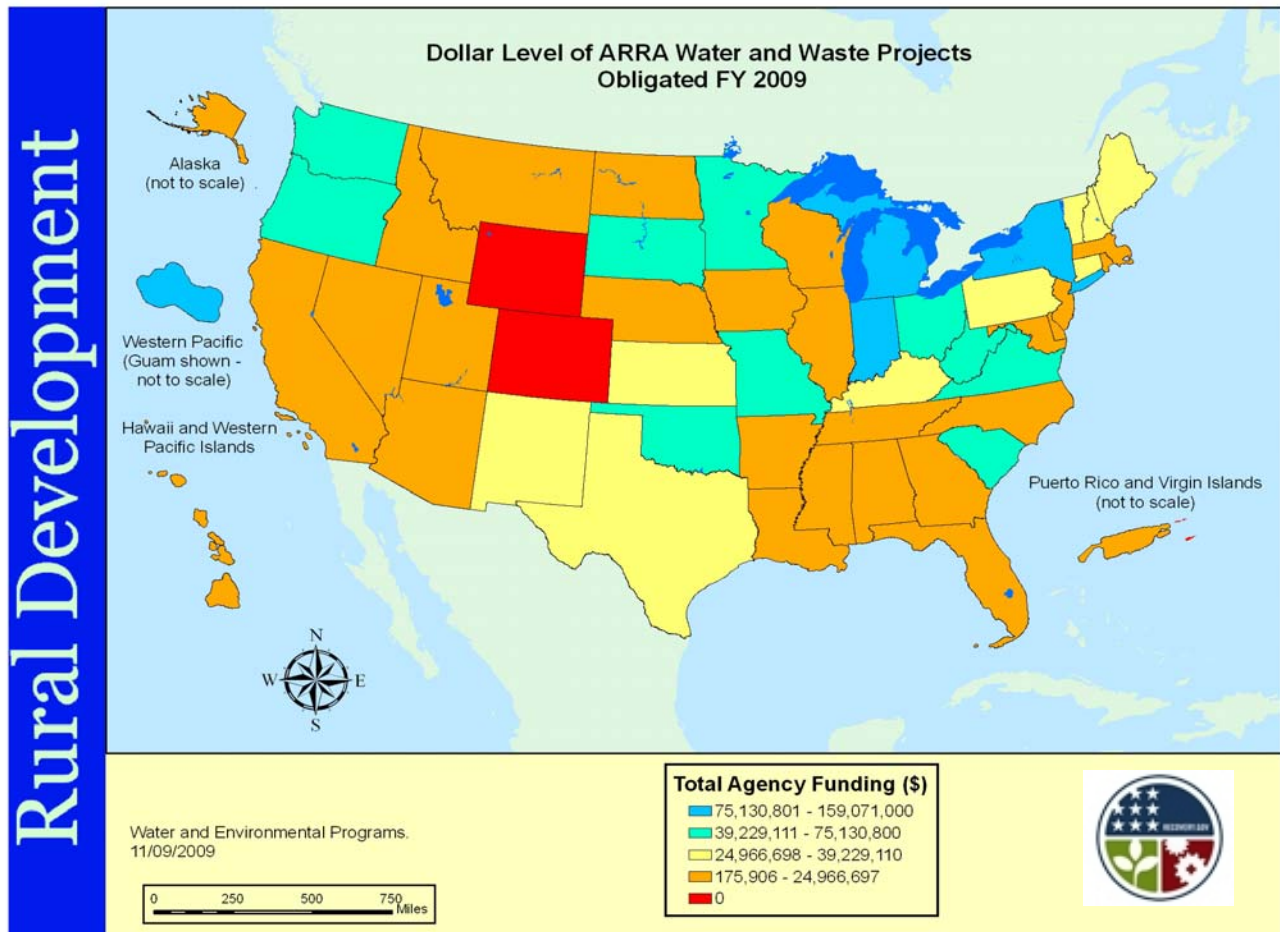 Rural Development
Dollar Level of ARRA Water and Waste Projects
Obligated FY 2009
Alaska
(not to scale)
Western Pacific
(Guam shown -
not to scale)
Hawaii and Western
Pacific Islands
Puerto Rico and Virgin Islands
(not to scale)
N
W
E
S
Water and Environmental Programs.
11/09/2009
0 250 500 750
Miles
Total Agency Funding ($)
75,130,801 - 159,071,000
39,229,111 - 75,130,800
24,966,698 - 39,229,110
175,906 - 24,966,697
0
RECOVERY.GOV